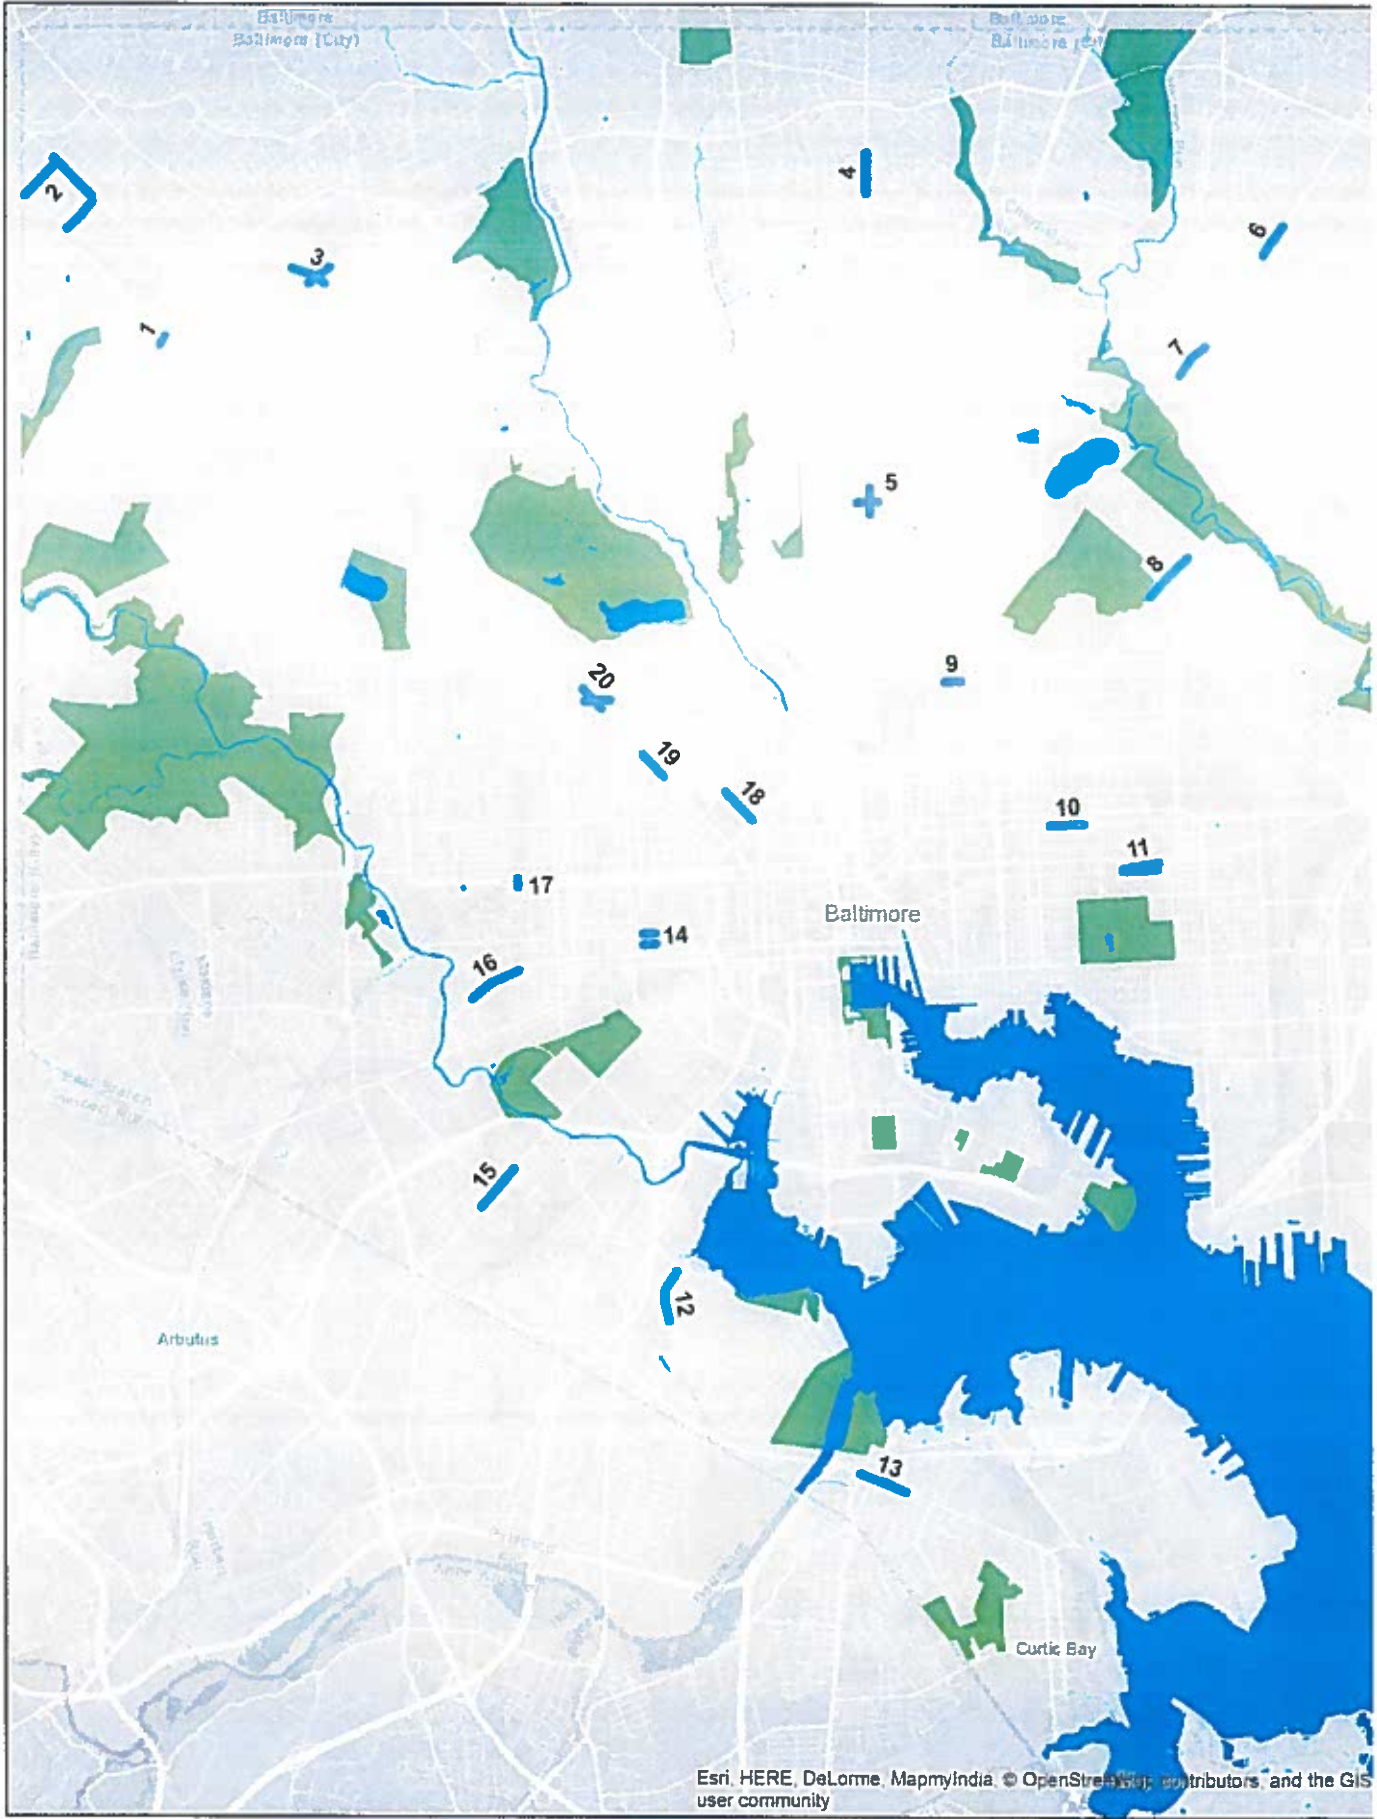 Baltimore
Baltimore (City)
Baltimore
2
4
3
6
1
7
5
8
20
9
19
18
10
11
17
Baltimore
14
16
15
12
Arbutus
13
Curtic Bay
Esri, HERE, DeLorme, MapmyIndia, © OpenStreetMap contributors, and the GIS
user community